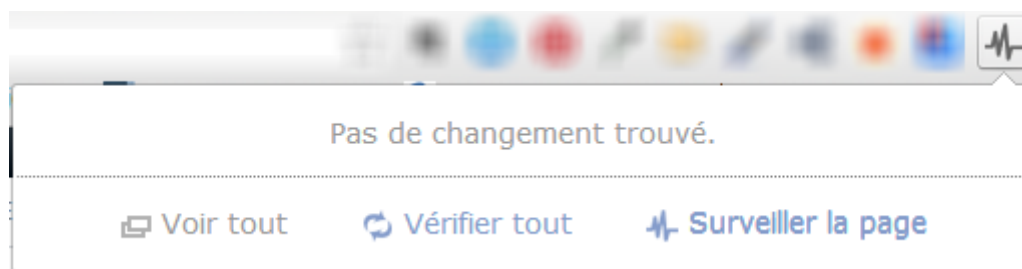 Pas de changement trouvé.
Voir tout Vérifier tout Surveiller la page